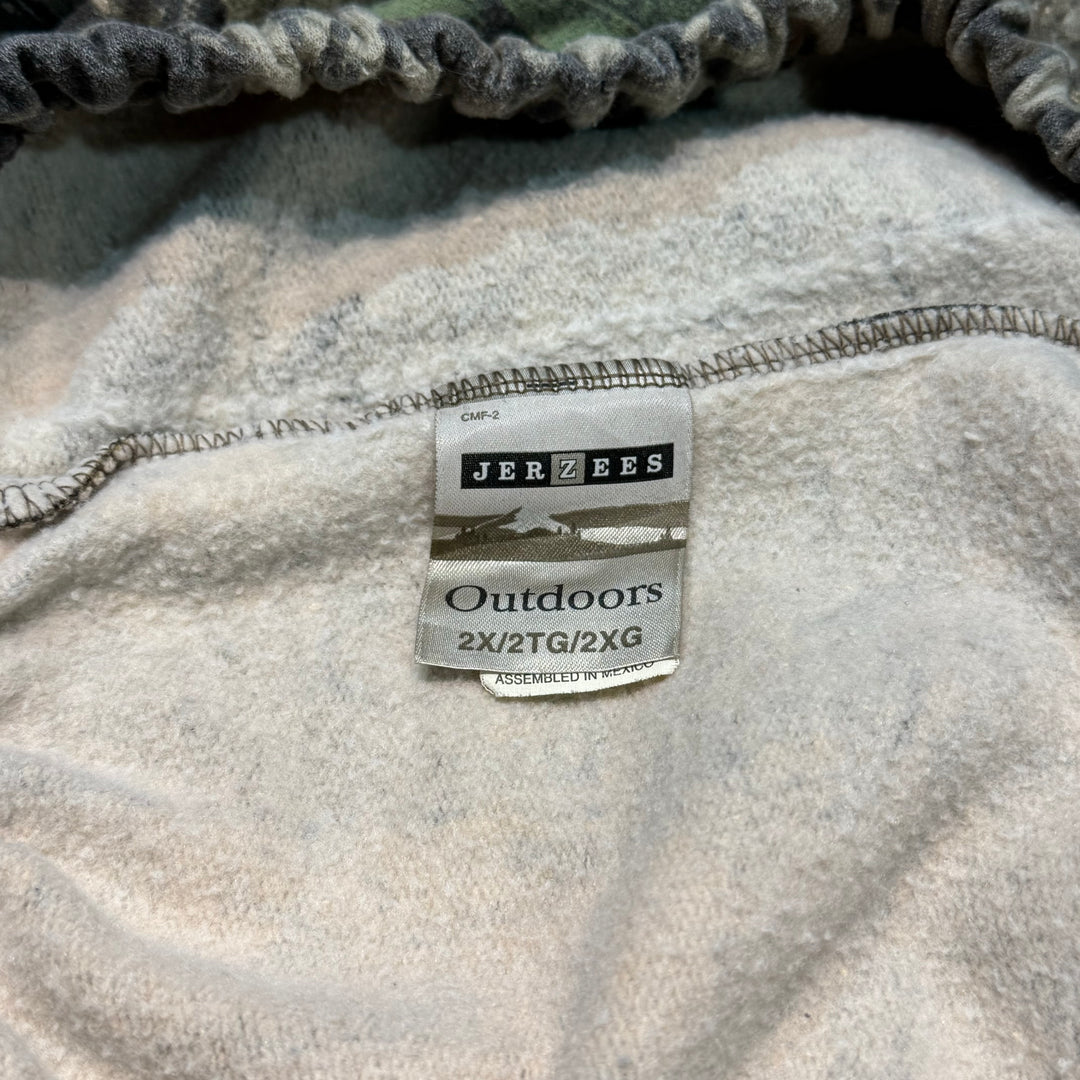 CMF-2
JERZEES
Outdoors
2X/2TG/2XG
ASSEMBLED IN MEXICO